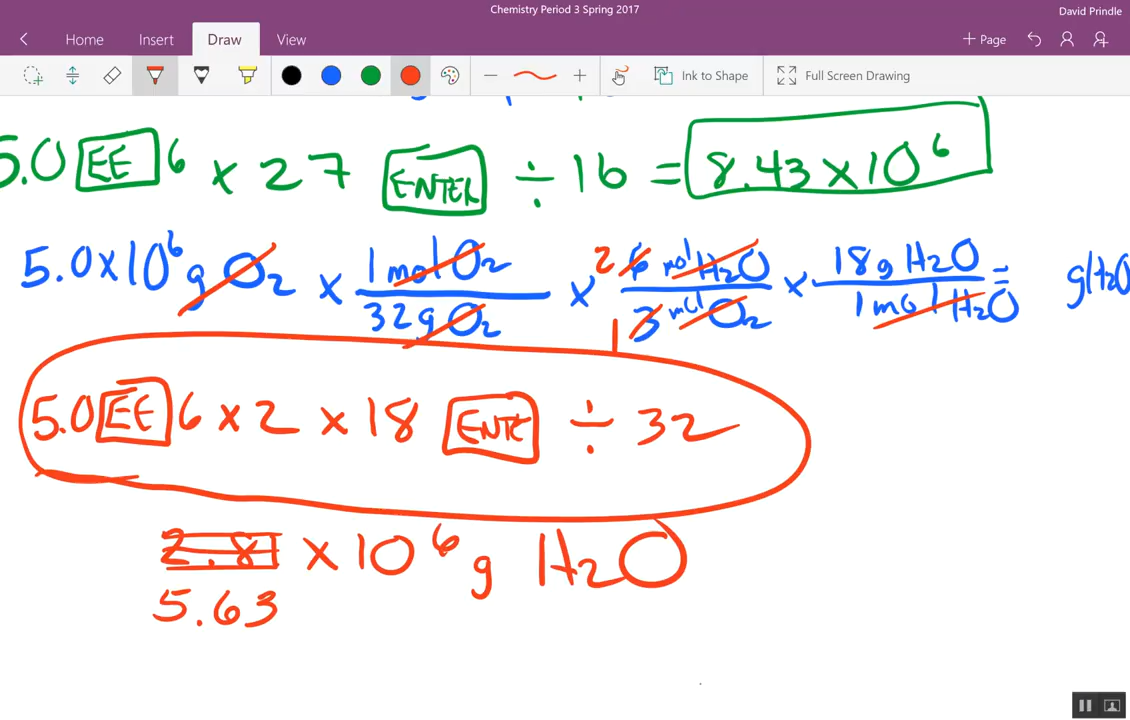 Chemistry Period 3 Spring 2017
David Prindle
Home Insert Draw View
+ Page
Ink to Shape Full Screen Drawing
5.0 EE 6 x 27 ENTER ÷ 16 = 8.43 x 10^6
5.0 x 10^6 g O2 x 1 mol O2 / 32 g O2 x 2 6 mol H2O / 1 3 mol O2 x 18 g H2O / 1 mol H2O = g H2O
5.0 EE 6 x 2 x 18 ENTE ÷ 32
2.81 x 10^6 g H2O
5.63